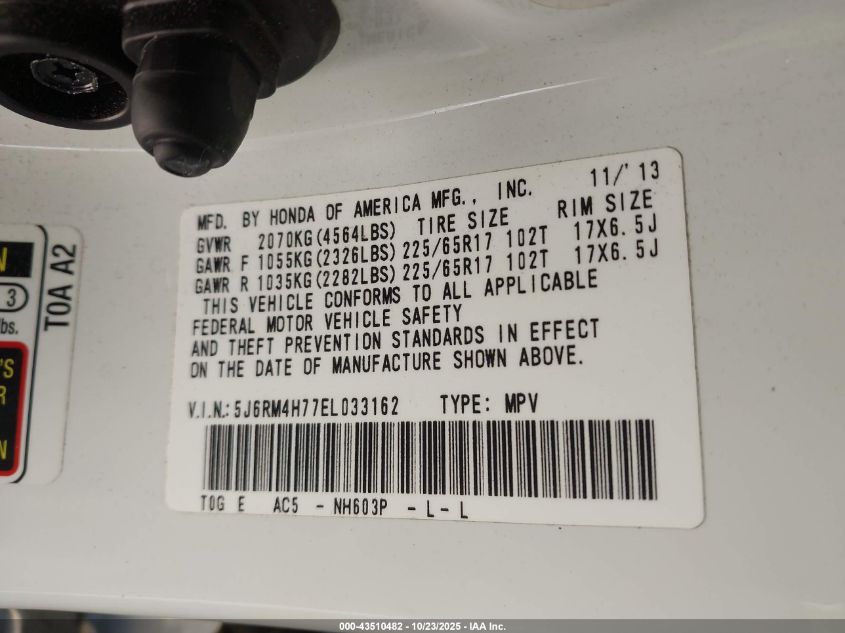 MFD. BY HONDA OF AMERICA MFG., INC. 11/'13
GVWR 2070KG(4564LBS) TIRE SIZE RIM SIZE
GAWR F 1055KG(2326LBS) 225/65R17 102T 17X6.5J
GAWR R 1035KG(2282LBS) 225/65R17 102T 17X6.5J
THIS VEHICLE CONFORMS TO ALL APPLICABLE
FEDERAL MOTOR VEHICLE SAFETY
AND THEFT PREVENTION STANDARDS IN EFFECT
ON THE DATE OF MANUFACTURE SHOWN ABOVE.
V.I.N.: 5J6RM4H77EL033162 TYPE: MPV
T0G E AC5 - NH603P - L - L
T0A A2
N
3
lbs.
'S
R
N
000-43510482 - 10/23/2025 - IAA Inc.